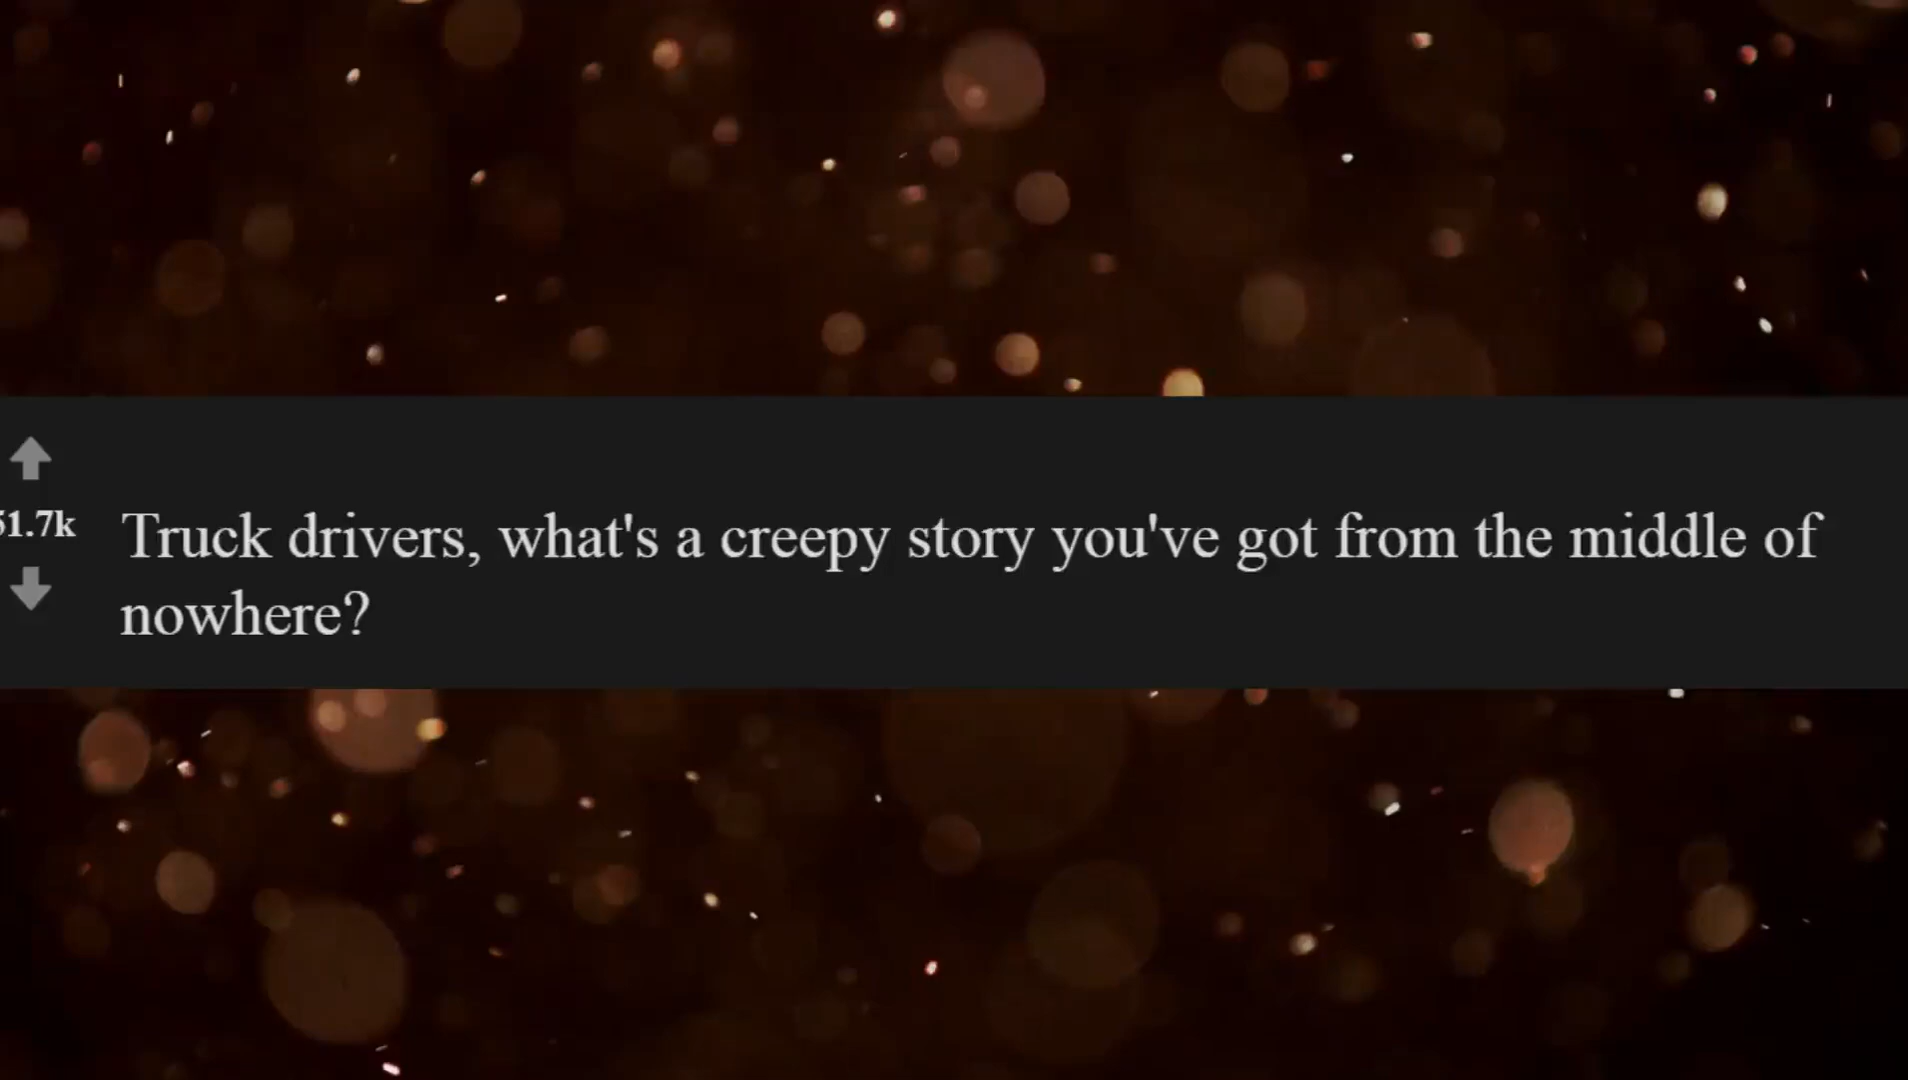 51.7k
Truck drivers, what's a creepy story you've got from the middle of
nowhere?